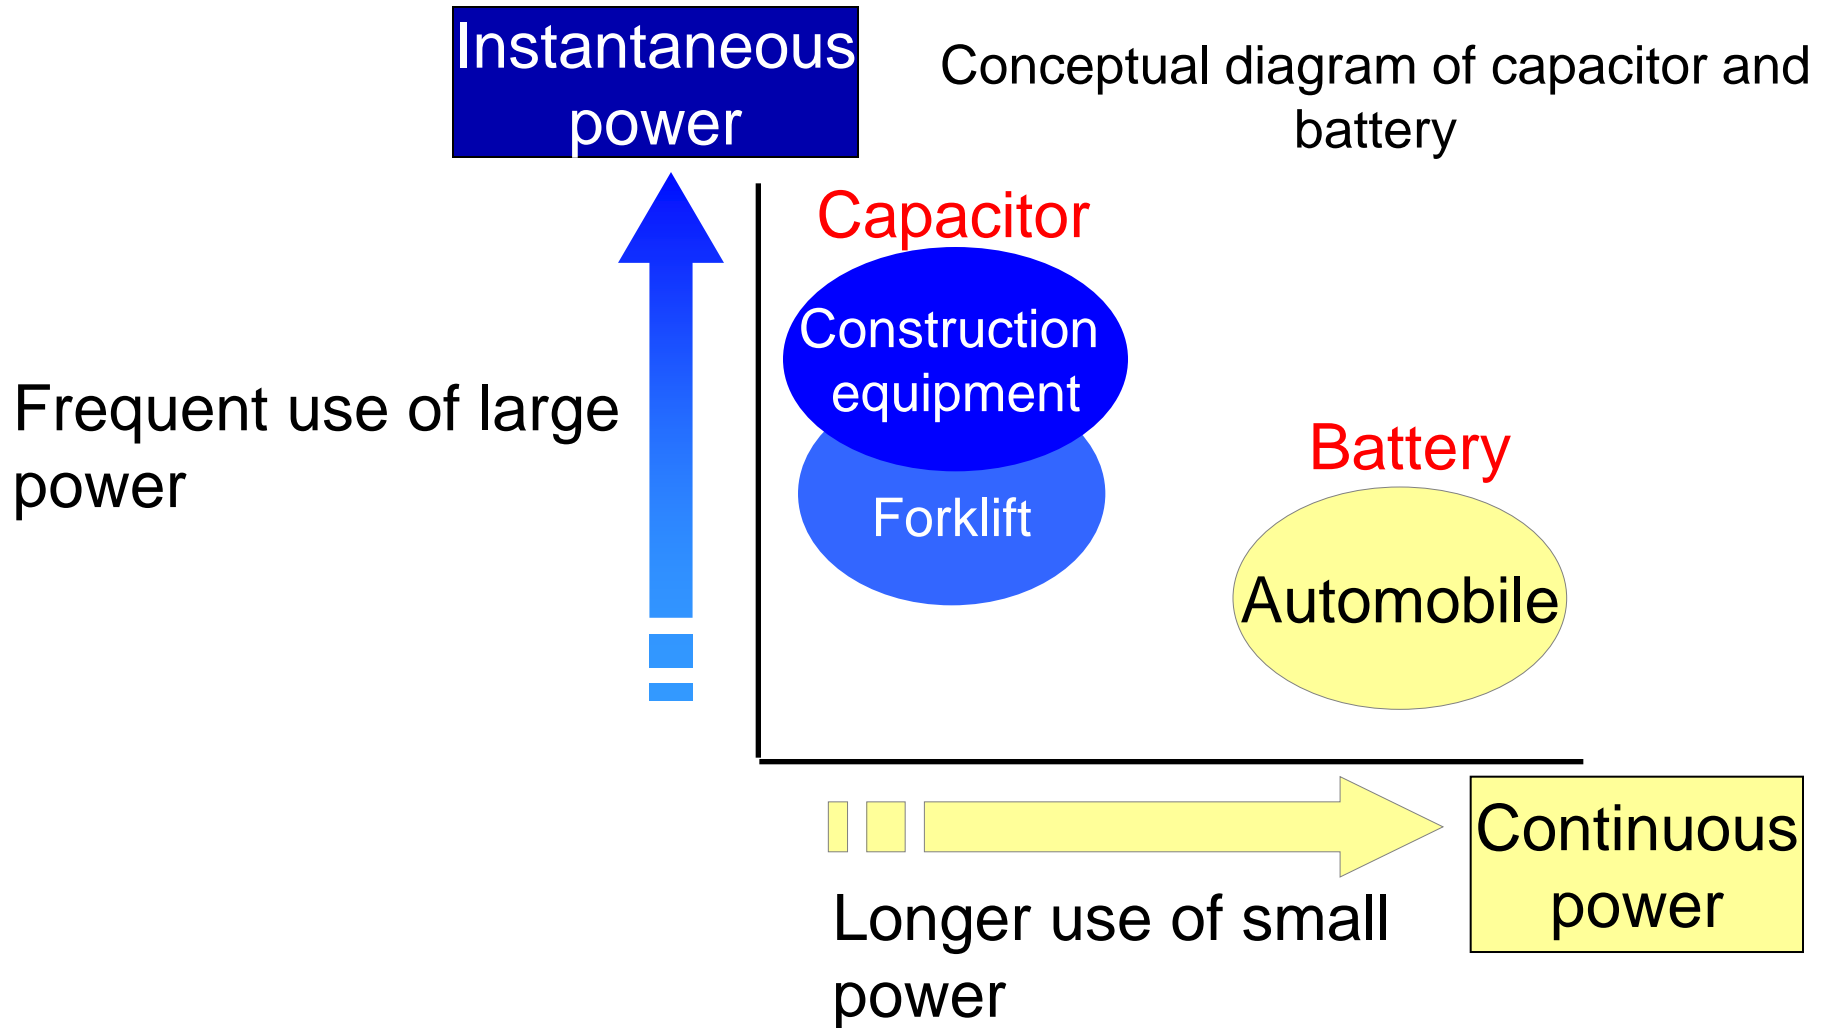 Instantaneous
power
Conceptual diagram of capacitor and
battery
Capacitor
Construction
equipment
Frequent use of large
power
Forklift
Battery
Automobile
Continuous
power
Longer use of small
power